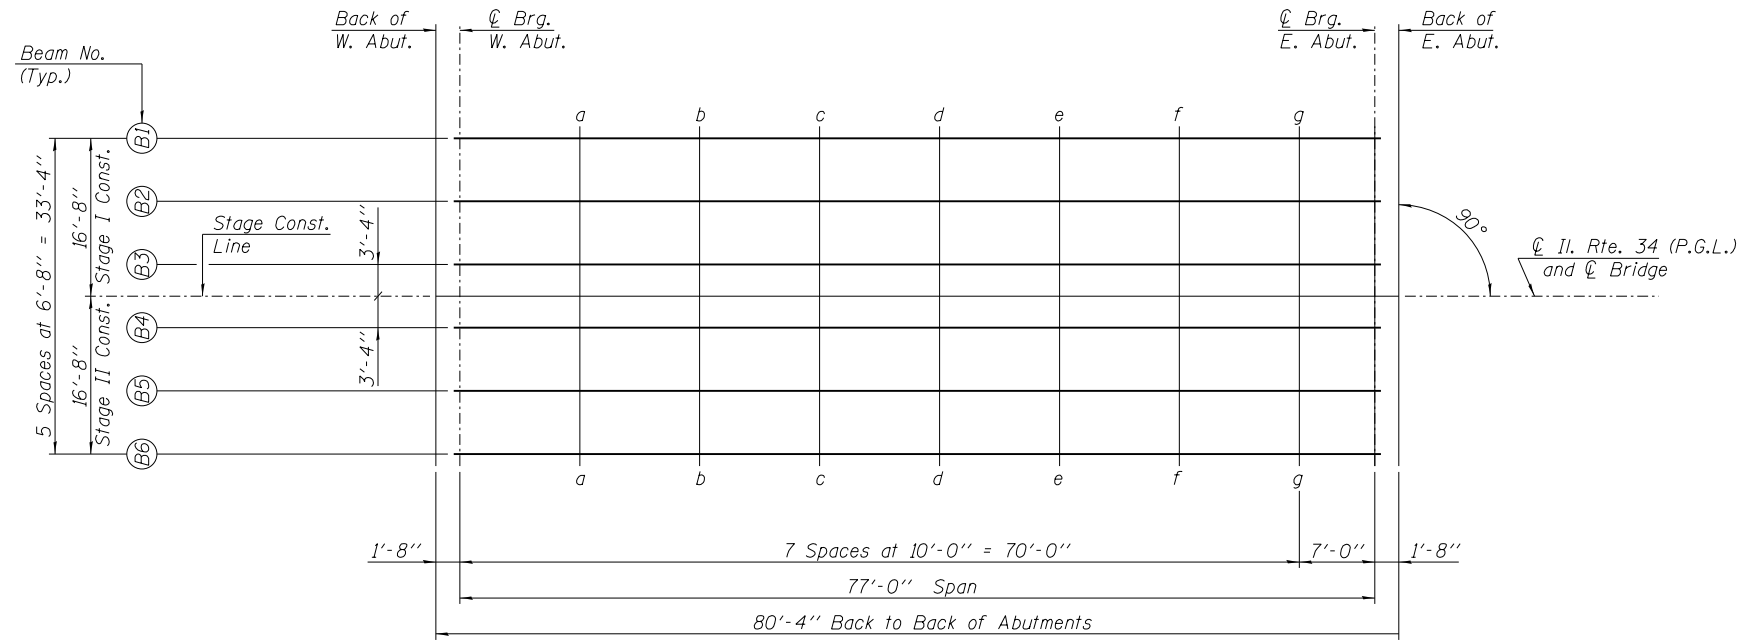 Back of
W. Abut.
℄ Brg.
W. Abut.
℄ Brg.
E. Abut.
Back of
E. Abut.
Beam No.
(Typ.)
a b c d e f g
B1
B2
B3
B4
B5
B6
5 Spaces at 6'-8" = 33'-4"
16'-8"
Stage I Const.
16'-8"
Stage II Const.
Stage Const.
Line
3'-4"
3'-4"
90°
℄ Il. Rte. 34 (P.G.L.)
and ℄ Bridge
a b c d e f g
1'-8"
7 Spaces at 10'-0" = 70'-0"
7'-0"
1'-8"
77'-0" Span
80'-4" Back to Back of Abutments